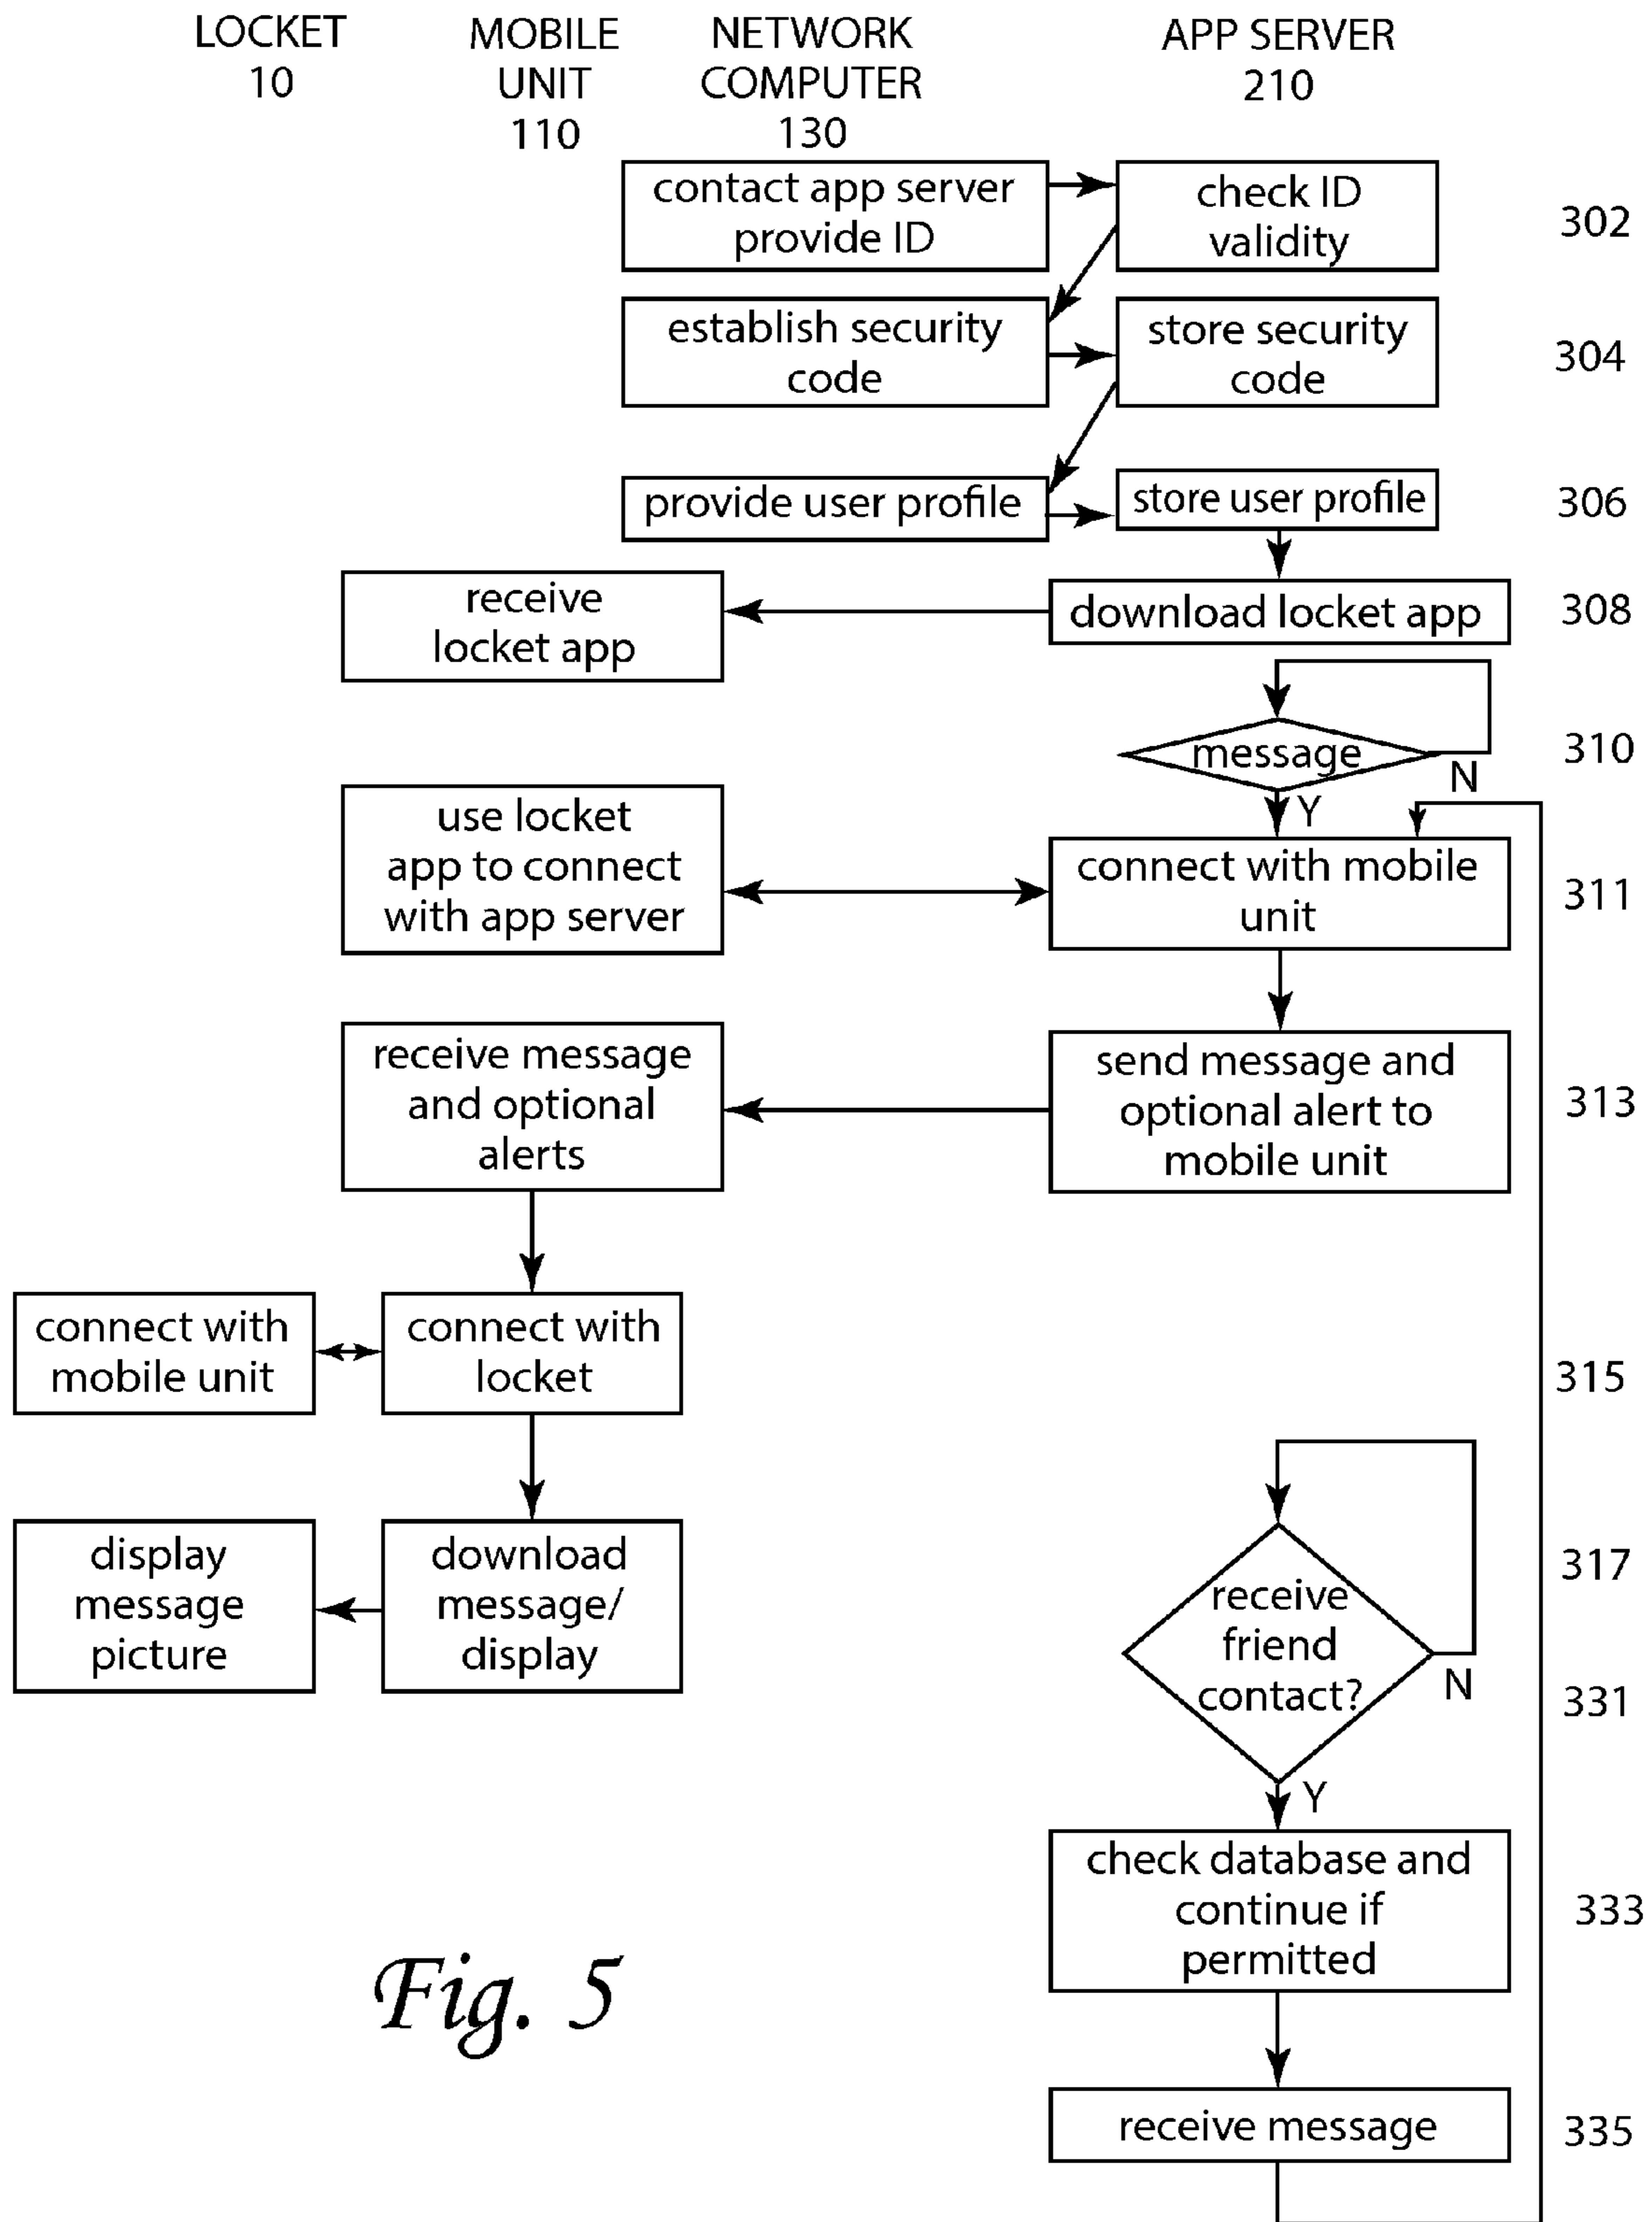 LOCKET
10
MOBILE
UNIT
110
NETWORK
COMPUTER
130
APP SERVER
210
contact app server
provide ID
check ID
validity
302
establish security
code
store security
code
304
provide user profile
store user profile
306
receive
locket app
download locket app
308
message
N
Y
310
use locket
app to connect
with app server
connect with mobile
unit
311
receive message
and optional
alerts
send message and
optional alert to
mobile unit
313
connect with
mobile unit
connect with
locket
315
display
message
picture
download
message/
display
317
receive
friend
contact?
N
331
Y
check database and
continue if
permitted
333
receive message
335
Fig. 5